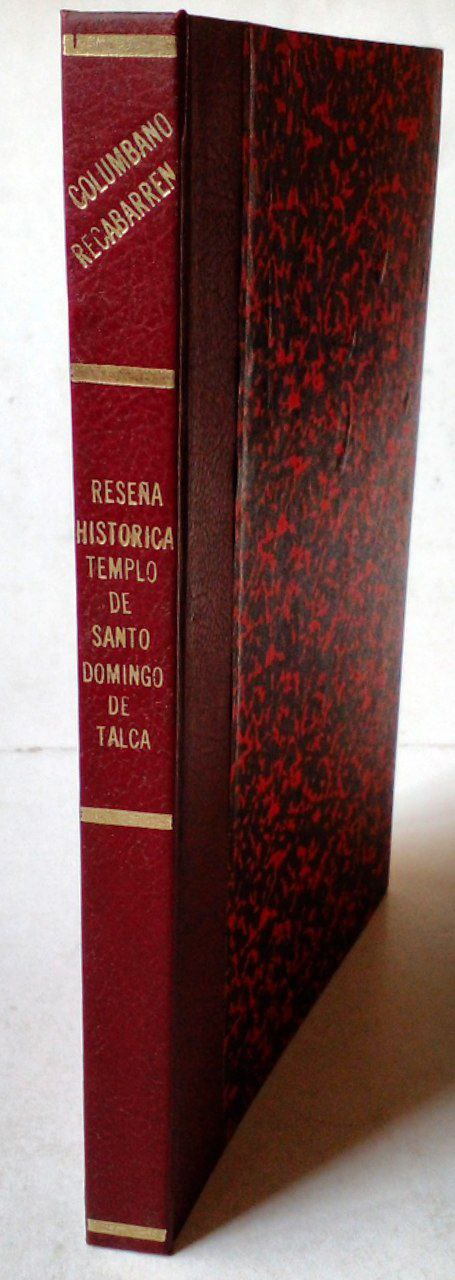 COLUMBANO
RECABARREN
RESEÑA
HISTORICA
TEMPLO
DE
SANTO
DOMINGO
DE
TALCA